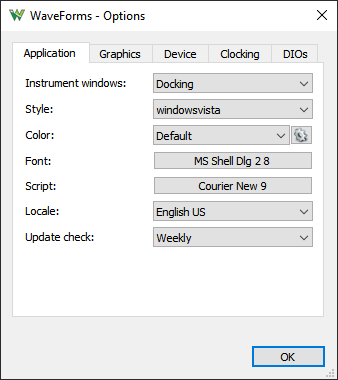 WaveForms - Options
Application Graphics Device Clocking DIOs
Instrument windows: Docking
Style: windowsvista
Color: Default
Font: MS Shell Dlg 2 8
Script: Courier New 9
Locale: English US
Update check: Weekly
OK